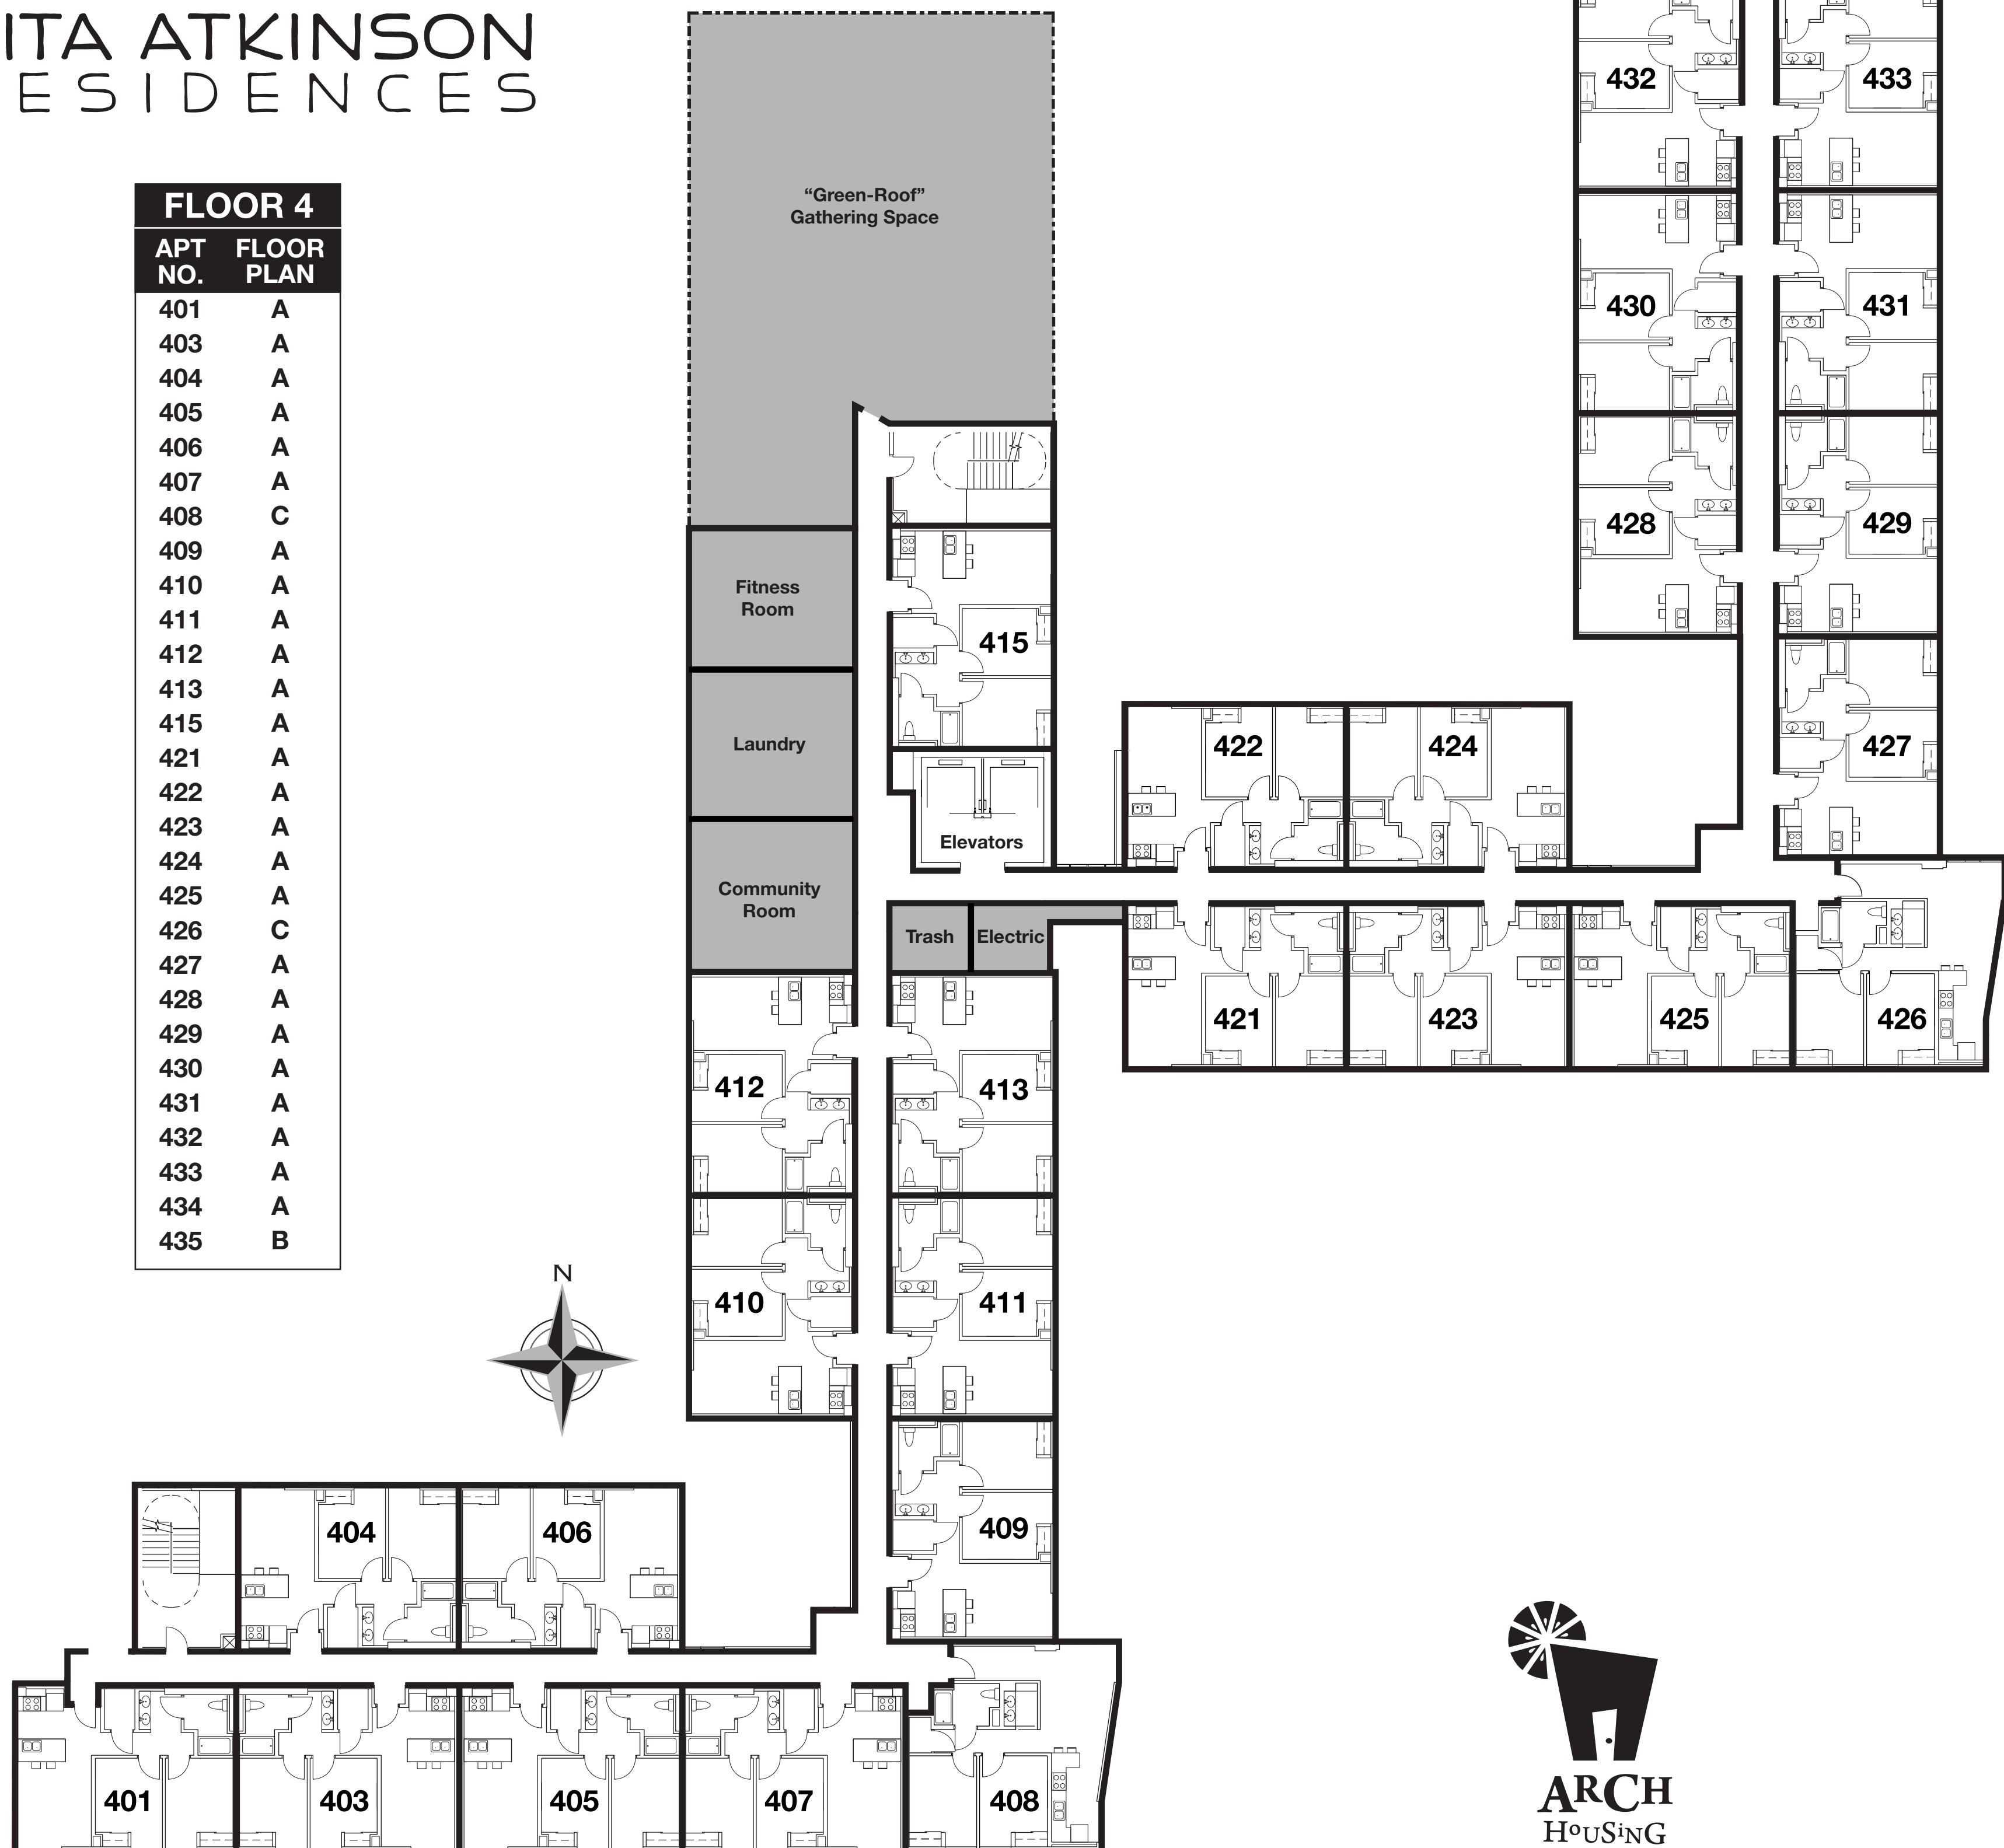 ITA ATKINSON
ESIDENCES
FLOOR 4
APT NO. FLOOR PLAN
401 A
403 A
404 A
405 A
406 A
407 A
408 C
409 A
410 A
411 A
412 A
413 A
415 A
421 A
422 A
423 A
424 A
425 A
426 C
427 A
428 A
429 A
430 A
431 A
432 A
433 A
434 A
435 B
N
“Green-Roof”
Gathering Space
Fitness
Room
Laundry
Community
Room
415
Elevators
Trash
Electric
412
413
410
411
409
404
406
401
403
405
407
408
432
433
430
431
428
429
427
422
424
421
423
425
426
ARCH
HOUSiNG